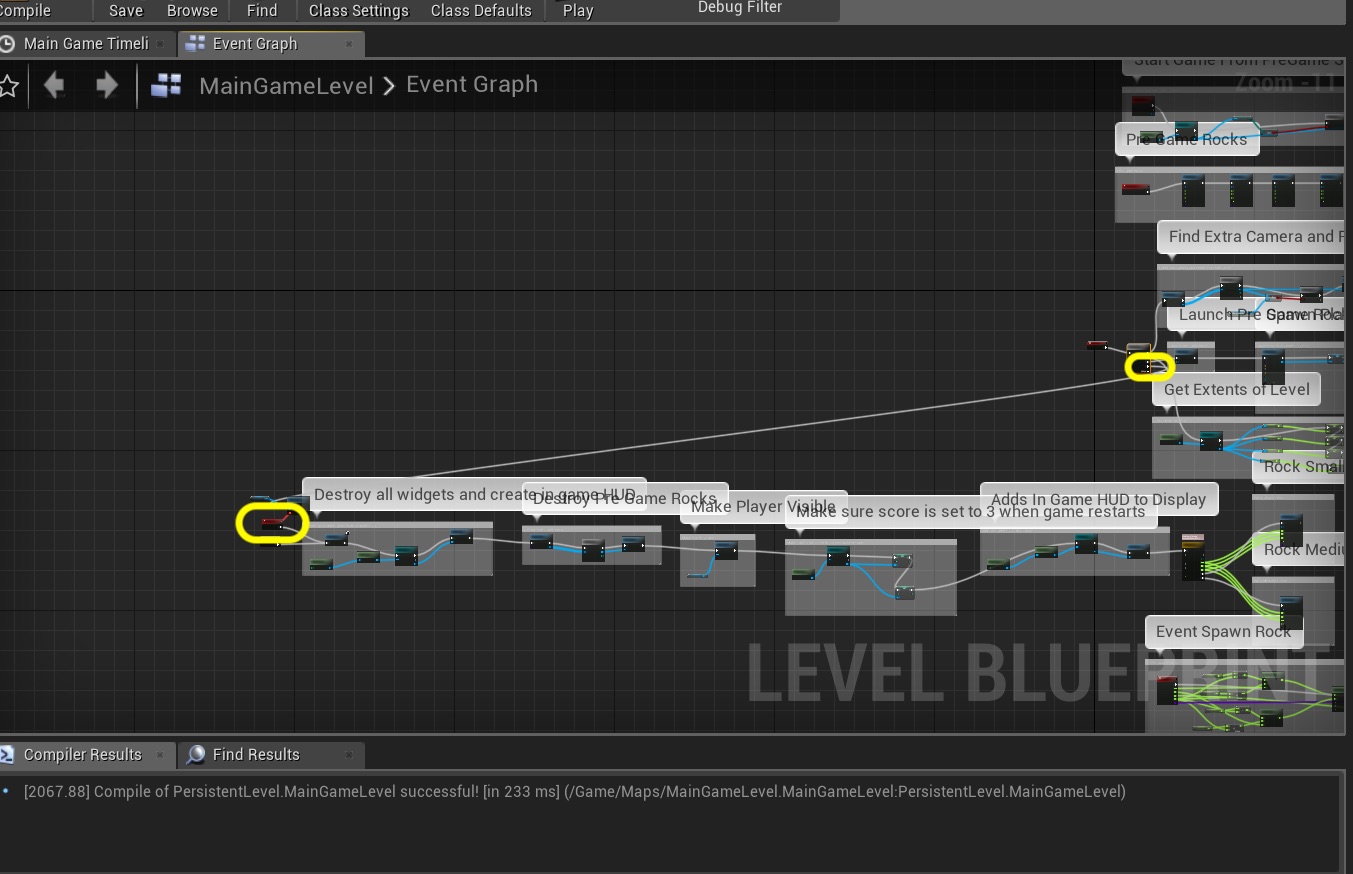 Compile Save Browse Find Class Settings Class Defaults Play Debug Filter
Main Game Timeli Event Graph
MainGameLevel Event Graph
Start Game From PreGame S
Zoom -11
Pre Game Rocks
Find Extra Camera and
Launch Pre Game Roc
Spawn Pla
Get Extents of Level
Rock Smal
Destroy all widgets and create in game HUD
Destroy Pre Game Rocks
Make Player Visible
Make sure score is set to 3 when game restarts
Adds In Game HUD to Display
Rock Mediu
Event Spawn Rock
LEVEL BLUEPRINT
Compiler Results Find Results
[2067.88] Compile of PersistentLevel.MainGameLevel successful! [in 233 ms] (/Game/Maps/MainGameLevel.MainGameLevel:PersistentLevel.MainGameLevel)